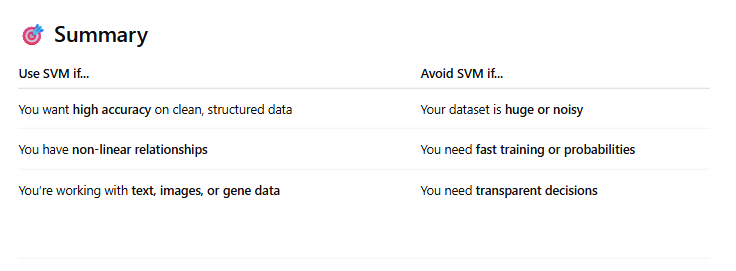 🎯 Summary
Use SVM if... Avoid SVM if...
You want high accuracy on clean, structured data Your dataset is huge or noisy
You have non-linear relationships You need fast training or probabilities
You're working with text, images, or gene data You need transparent decisions